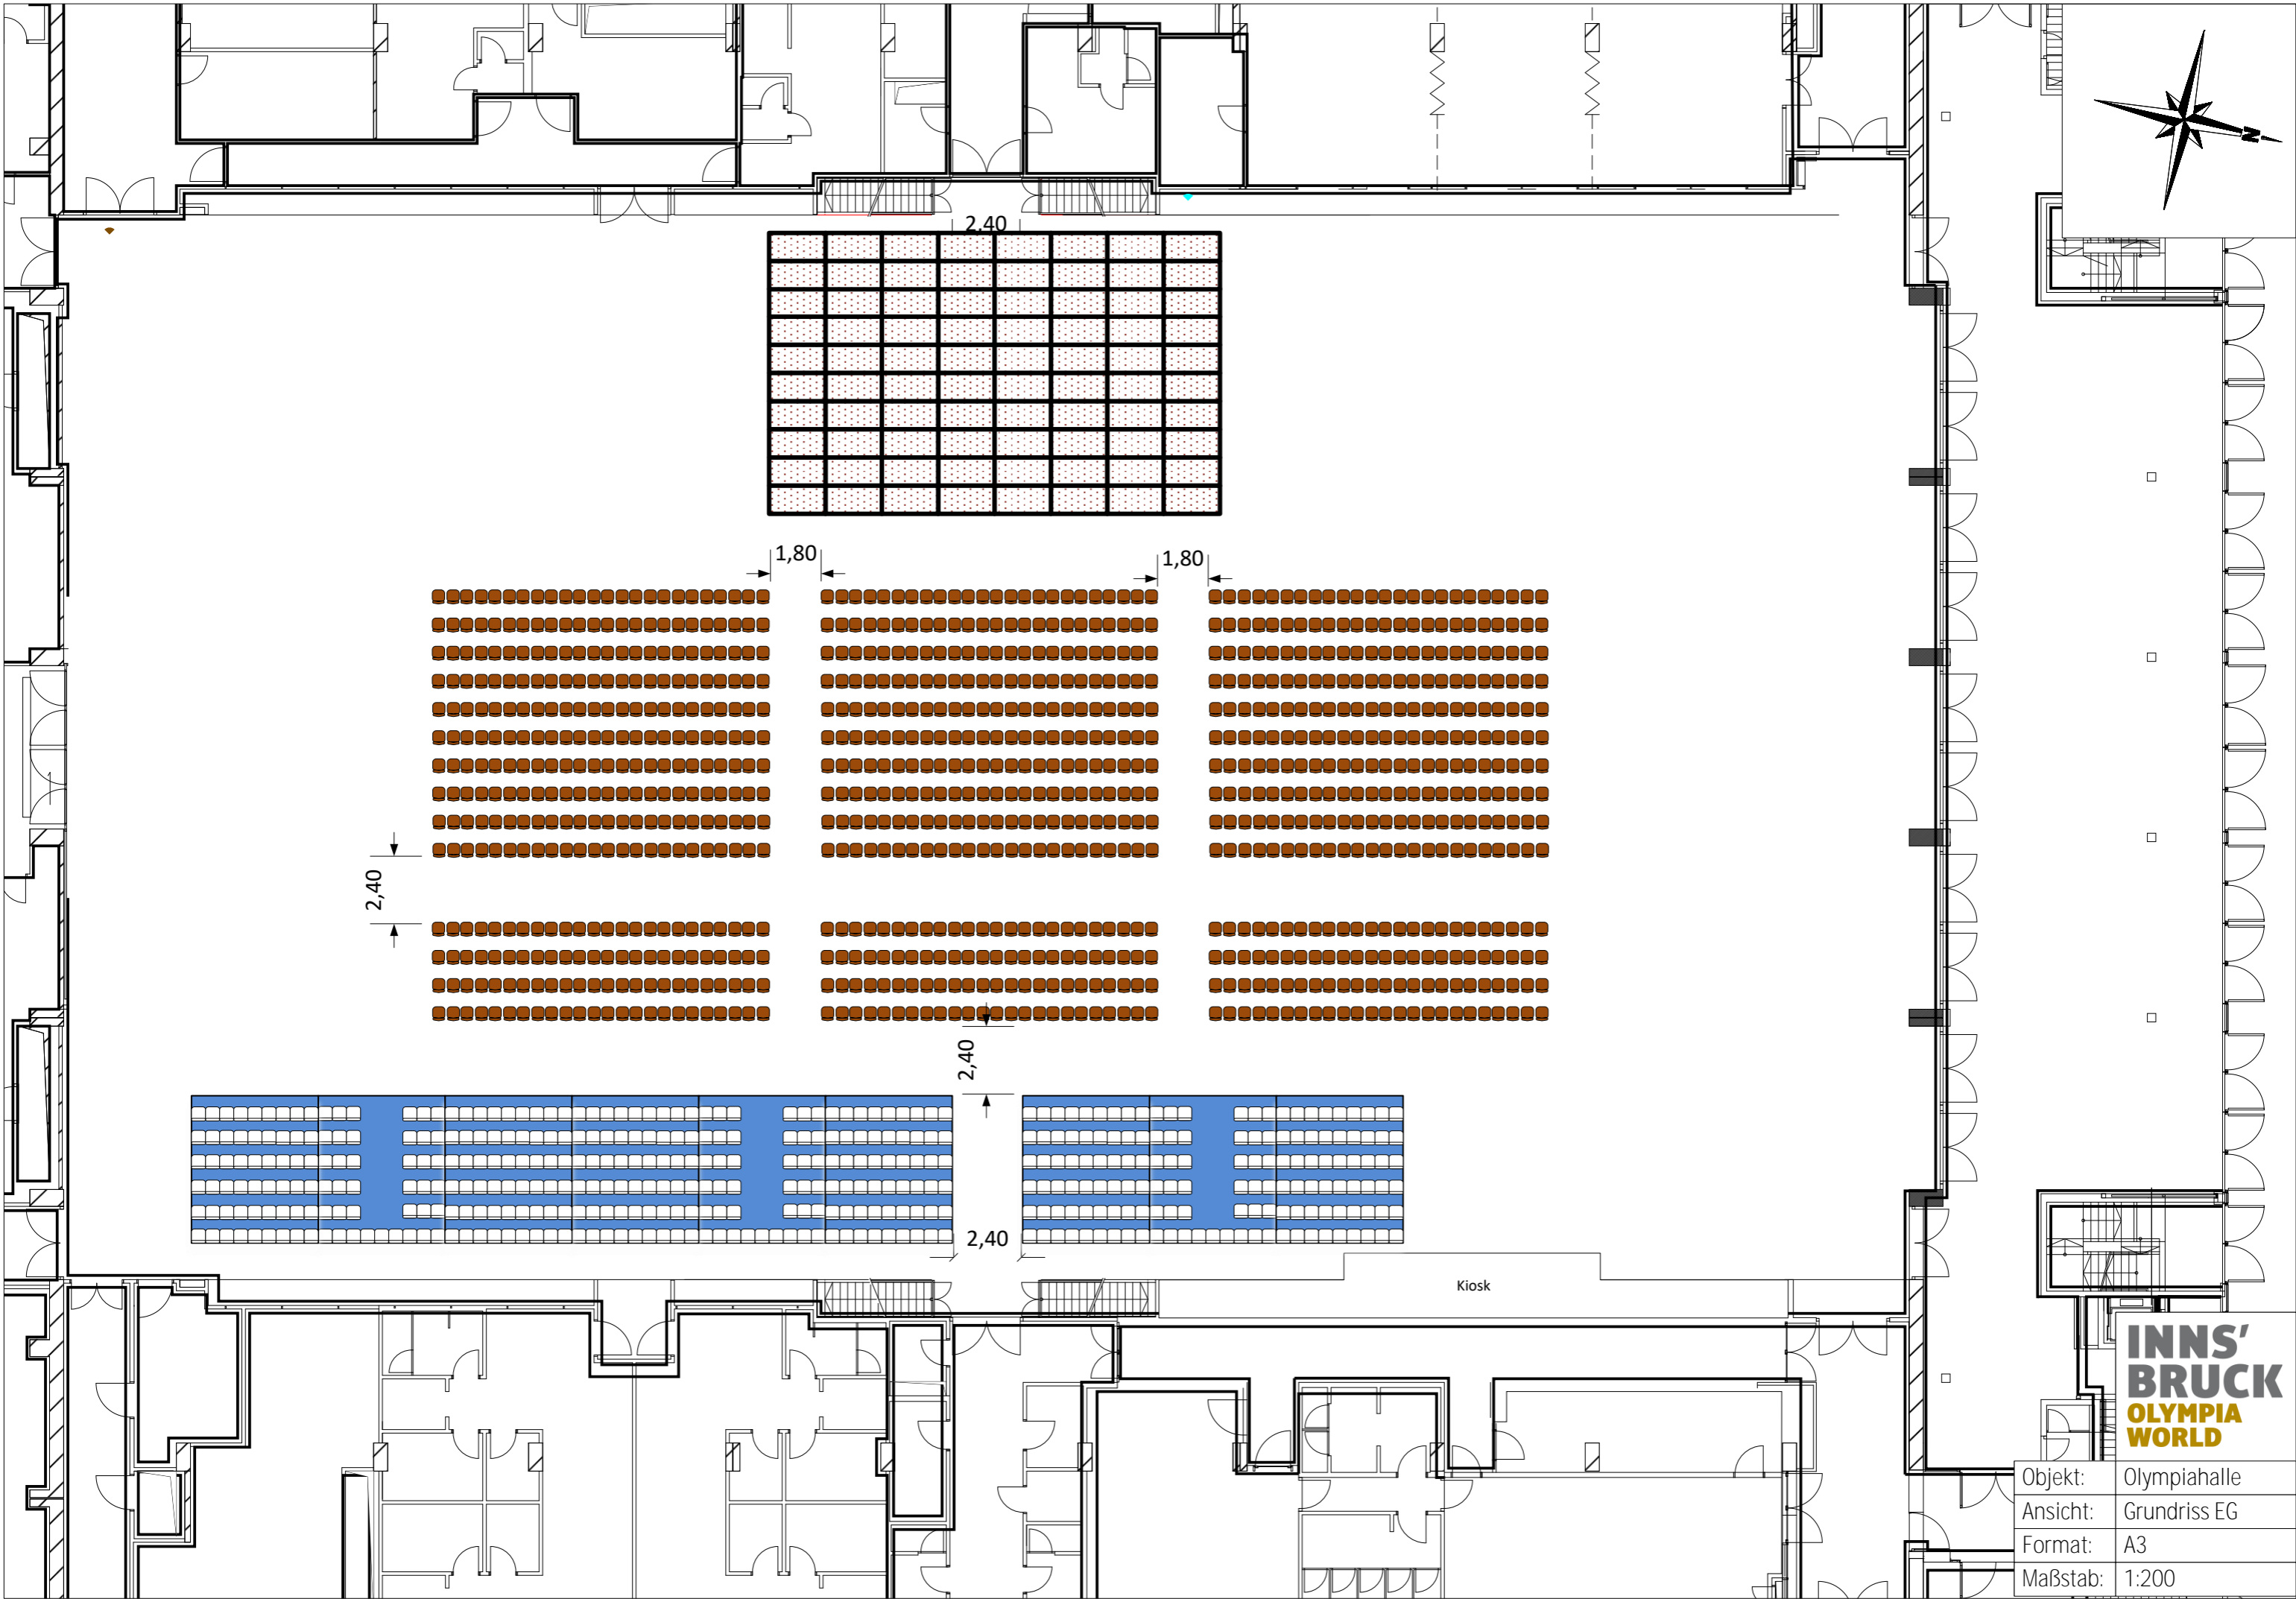 N
2,40
1,80
1,80
2,40
2,40
2,40
Kiosk
INNS'
BRUCK
OLYMPIA
WORLD
Objekt: Olympiahalle
Ansicht: Grundriss EG
Format: A3
Maßstab: 1:200